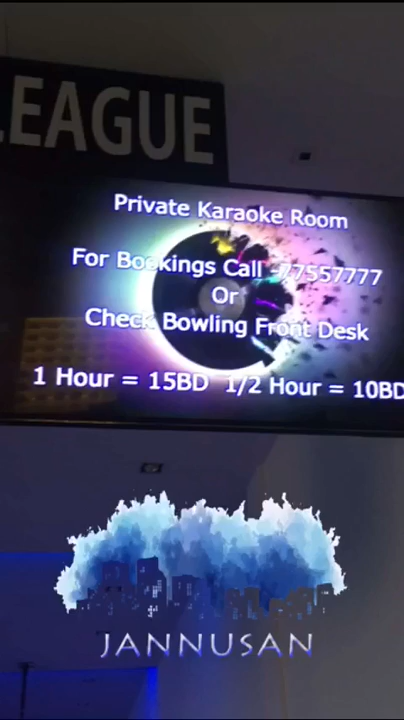 LEAGUE
Private Karaoke Room
For Bookings Call 77557777
Or
Check Bowling Front Desk
1 Hour = 15BD 1/2 Hour = 10BD
JANNUSAN